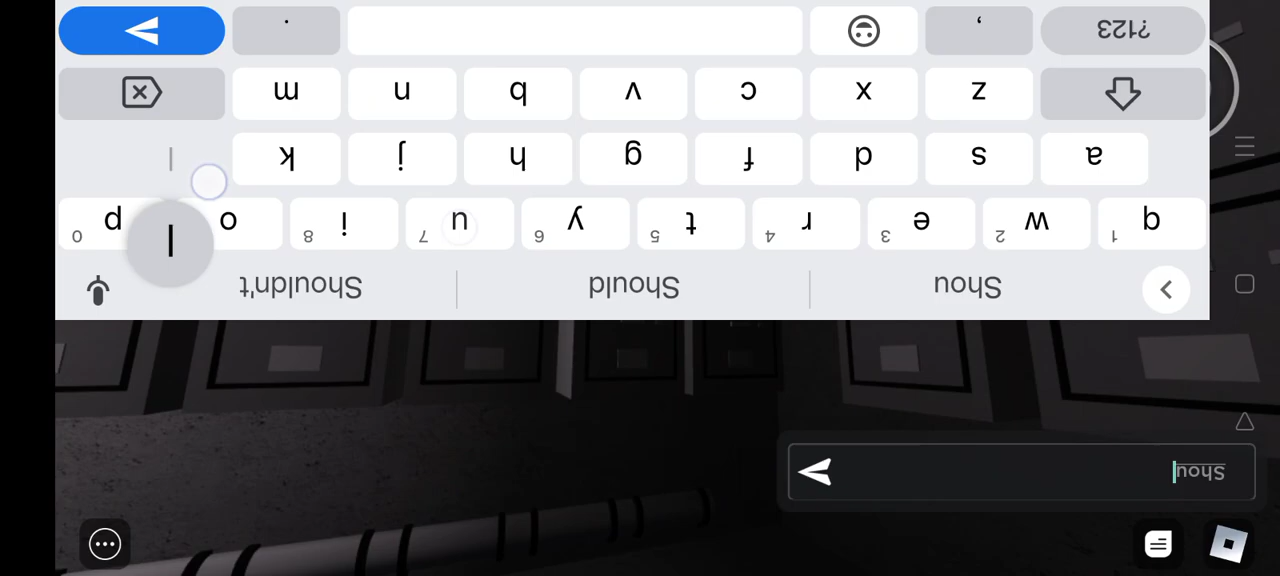 Shou
Shou Should Shouldn't
q 1 w 2 e 3 r 4 t 5 y 6 u 7 i 8 o p 0
l
a s d f g h j k l
z x c v b n m
?123 , .